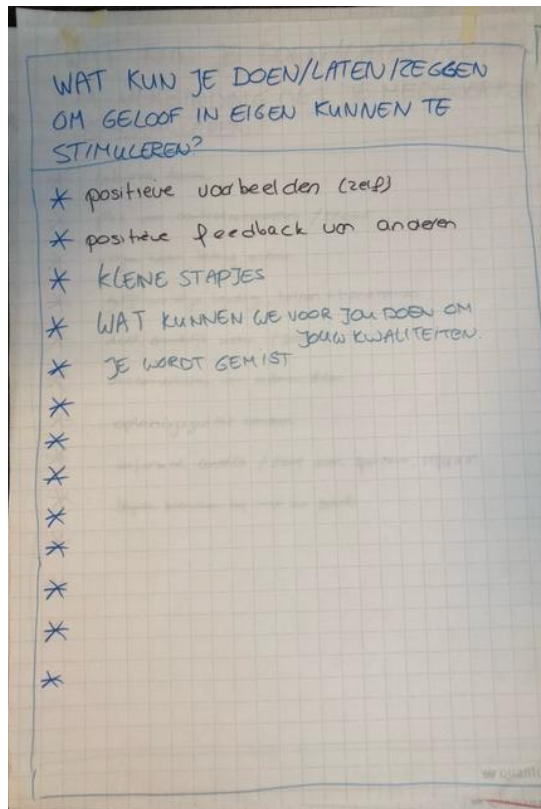 WAT KUN JE DOEN/LATEN/ZEGGEN
OM GELOOF IN EIGEN KUNNEN TE
STIMULEREN?
* positieve voorbeelden (zelf)
* positieve feedback van anderen
* KLEINE STAPJES
* WAT KUNNEN WE VOOR JOU DOEN OM
JOUW KWALITEITEN.
* JE WORDT GEMIST
*
*
*
*
*
*
*
*